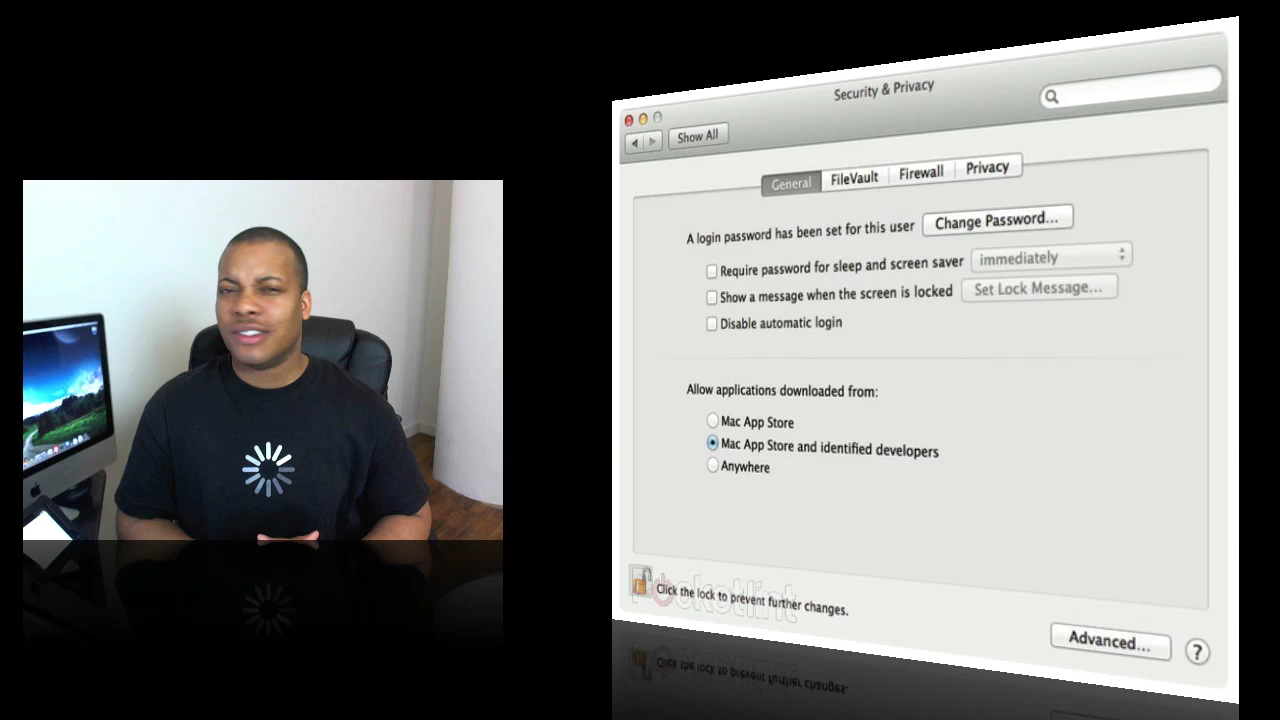 Security & Privacy
Show All
General FileVault Firewall Privacy
A login password has been set for this user Change Password...
Require password for sleep and screen saver immediately
Show a message when the screen is locked Set Lock Message...
Disable automatic login
Allow applications downloaded from:
Mac App Store
Mac App Store and identified developers
Anywhere
Pocketlint
Click the lock to prevent further changes.
Advanced... ?